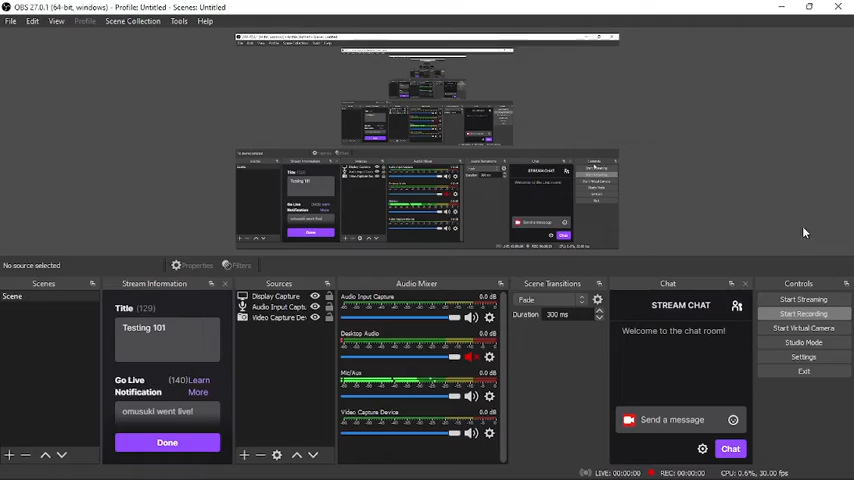 OBS 27.0.1 (64-bit, windows) - Profile: Untitled - Scenes: Untitled
File Edit View Profile Scene Collection Tools Help
No source selected Properties Filters
Scenes
Scene
Stream Information
Title (129)
Testing 101
Go Live (140)Learn
Notification More
omusuki went live!
Done
Sources
Display Capture
Audio Input Captu
Video Capture Dev
Audio Mixer
Audio Input Capture 0.0 dB
Desktop Audio 0.0 dB
Mic/Aux 0.0 dB
Video Capture Device 0.0 dB
Scene Transitions
Fade
Duration 300 ms
Chat
STREAM CHAT
Welcome to the chat room!
Send a message
Chat
Controls
Start Streaming
Start Recording
Start Virtual Camera
Studio Mode
Settings
Exit
LIVE: 00:00:00 REC: 00:00:00 CPU: 0.6%, 30.00 fps